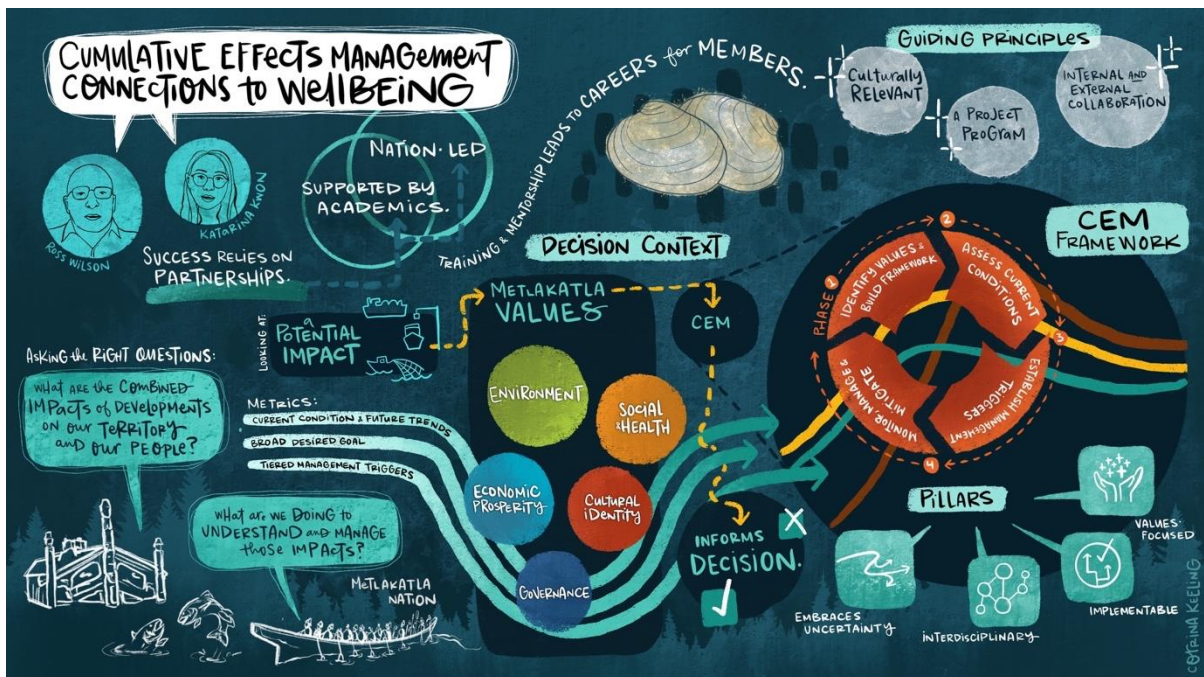 CUMULATIVE EFFECTS MANAGEMENT
CONNECTIONS to WELLBEING
ROSS WILSON
KATARINA KWON
SUCCESS RELIES ON
PARTNERSHIPS.
NATION-LED
SUPPORTED BY
ACADEMICS.
TRAINING & MENTORSHIP LEADS to CAREERS for MEMBERS.
GUIDING PRINCIPLES
CULTURALLY
RELEVANT
A PROJECT
PROGRAM
INTERNAL AND
EXTERNAL
COLLABORATION
LOOKING AT:
a
POTENTIAL
IMPACT
DECISION CONTEXT
METLAKATLA
VALUES
ENVIRONMENT
SOCIAL
& HEALTH
ECONOMIC
PROSPERITY
CULTURAL
IDENTITY
GOVERNANCE
CEM
INFORMS
DECISION.
ASKING the RIGHT QUESTIONS:
WHAT ARE the COMBINED
IMPACTS of DEVELOPMENTS
ON OUR TERRITORY
and OUR PEOPLE?
WHAT ARE WE DOING to
UNDERSTAND and MANAGE
those IMPACTS?
METLAKATLA
NATION
METRICS:
CURRENT CONDITION & FUTURE TRENDS
BROAD DESIRED GOAL
TIERED MANAGEMENT TRIGGERS
CEM
FRAMEWORK
PHASE 1
IDENTIFY VALUES &
BUILD FRAMEWORK
2
ASSESS CURRENT
CONDITIONS
3
ESTABLISH MANAGEMENT
TRIGGERS
4
MONITOR, MANAGE &
MITIGATE
PILLARS
EMBRACES
UNCERTAINTY
INTERDISCIPLINARY
IMPLEMENTABLE
VALUES-
FOCUSED
COTRINA KEELING